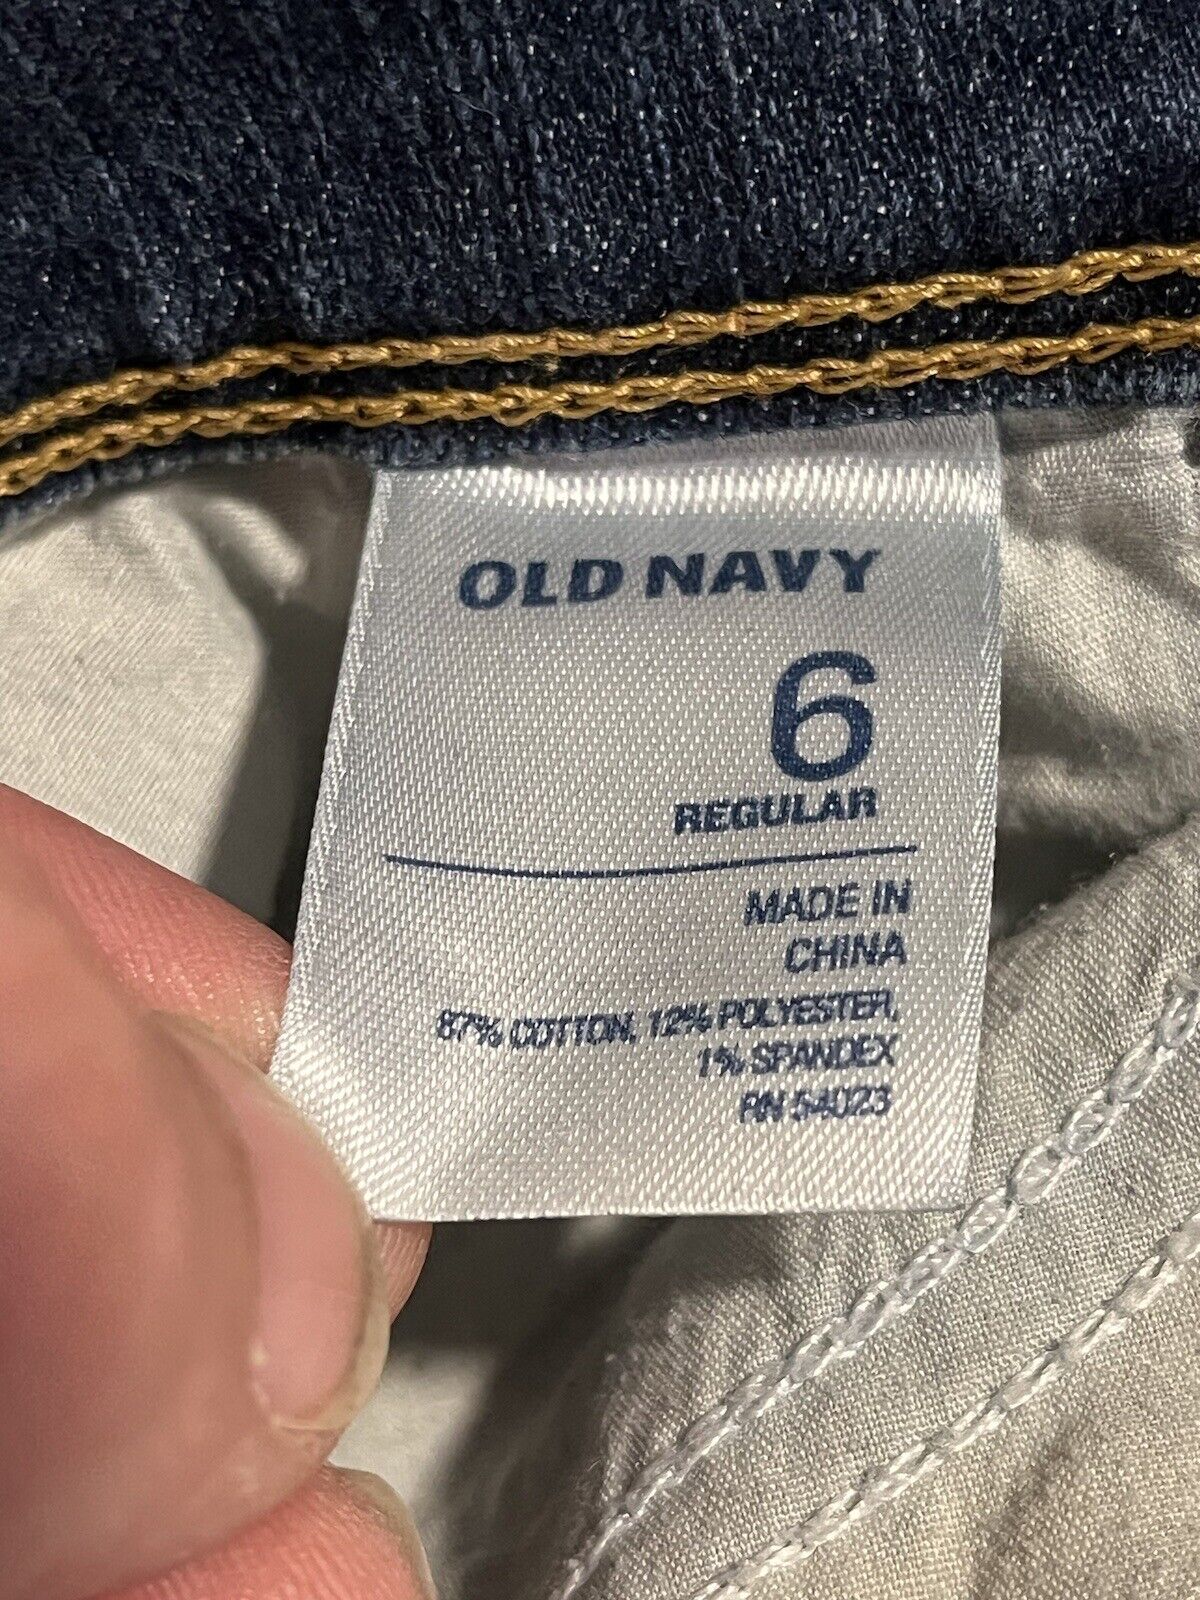 OLD NAVY
6
REGULAR
MADE IN
CHINA
87% COTTON, 12% POLYESTER,
1% SPANDEX
RN 54023